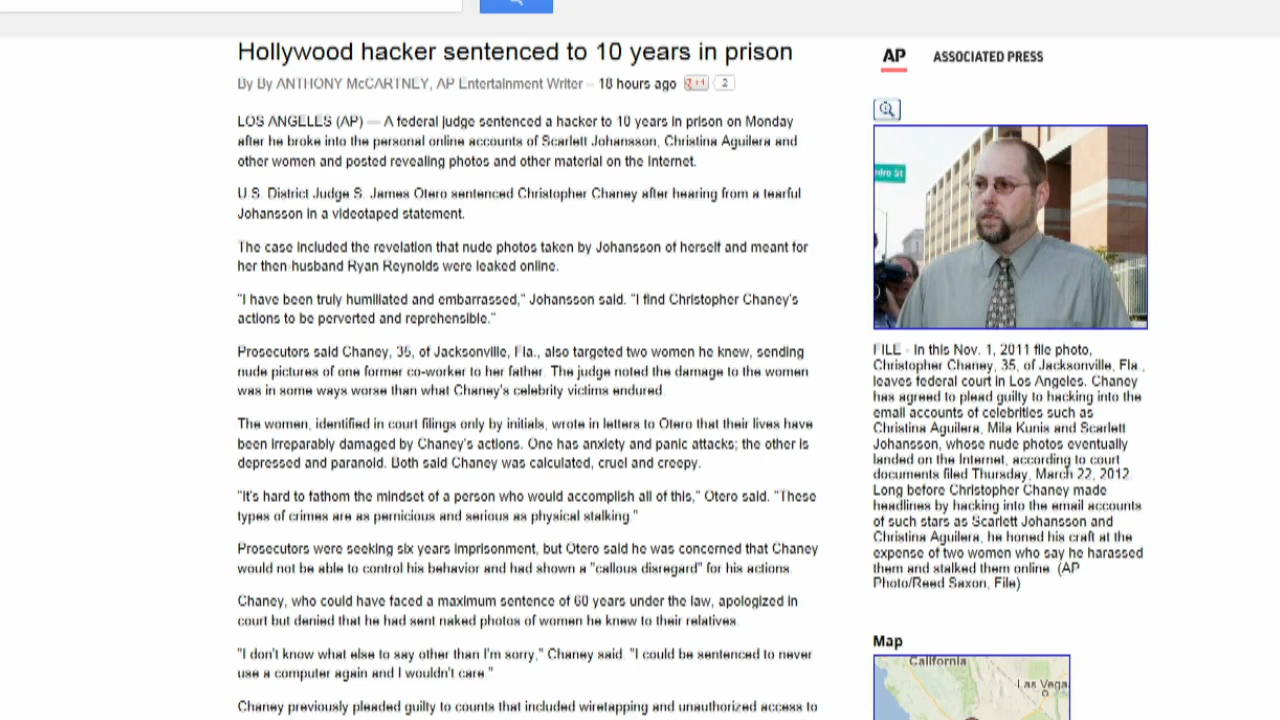 Hollywood hacker sentenced to 10 years in prison
By By ANTHONY McCARTNEY, AP Entertainment Writer – 18 hours ago +1 2
LOS ANGELES (AP) — A federal judge sentenced a hacker to 10 years in prison on Monday
after he broke into the personal online accounts of Scarlett Johansson, Christina Aguilera and
other women and posted revealing photos and other material on the Internet.
U.S. District Judge S. James Otero sentenced Christopher Chaney after hearing from a tearful
Johansson in a videotaped statement.
The case included the revelation that nude photos taken by Johansson of herself and meant for
her then-husband Ryan Reynolds were leaked online.
"I have been truly humiliated and embarrassed," Johansson said. "I find Christopher Chaney's
actions to be perverted and reprehensible."
Prosecutors said Chaney, 35, of Jacksonville, Fla., also targeted two women he knew, sending
nude pictures of one former co-worker to her father. The judge noted the damage to the women
was in some ways worse than what Chaney's celebrity victims endured.
The women, identified in court filings only by initials, wrote in letters to Otero that their lives have
been irreparably damaged by Chaney's actions. One has anxiety and panic attacks; the other is
depressed and paranoid. Both said Chaney was calculated, cruel and creepy.
"It's hard to fathom the mindset of a person who would accomplish all of this," Otero said. "These
types of crimes are as pernicious and serious as physical stalking."
Prosecutors were seeking six years imprisonment, but Otero said he was concerned that Chaney
would not be able to control his behavior and had shown a "callous disregard" for his actions.
Chaney, who could have faced a maximum sentence of 60 years under the law, apologized in
court but denied that he had sent naked photos of women he knew to their relatives.
"I don't know what else to say other than I'm sorry," Chaney said. "I could be sentenced to never
use a computer again and I wouldn't care."
Chaney previously pleaded guilty to counts that included wiretapping and unauthorized access to
AP ASSOCIATED PRESS
dro St
FILE - In this Nov. 1, 2011 file photo,
Christopher Chaney, 35, of Jacksonville, Fla.,
leaves federal court in Los Angeles. Chaney
has agreed to plead guilty to hacking into the
email accounts of celebrities such as
Christina Aguilera, Mila Kunis and Scarlett
Johansson, whose nude photos eventually
landed on the Internet, according to court
documents filed Thursday, March 22, 2012.
Long before Christopher Chaney made
headlines by hacking into the email accounts
of such stars as Scarlett Johansson and
Christina Aguilera, he honed his craft at the
expense of two women who say he harassed
them and stalked them online. (AP
Photo/Reed Saxon, File)
Map
California
Las Vega